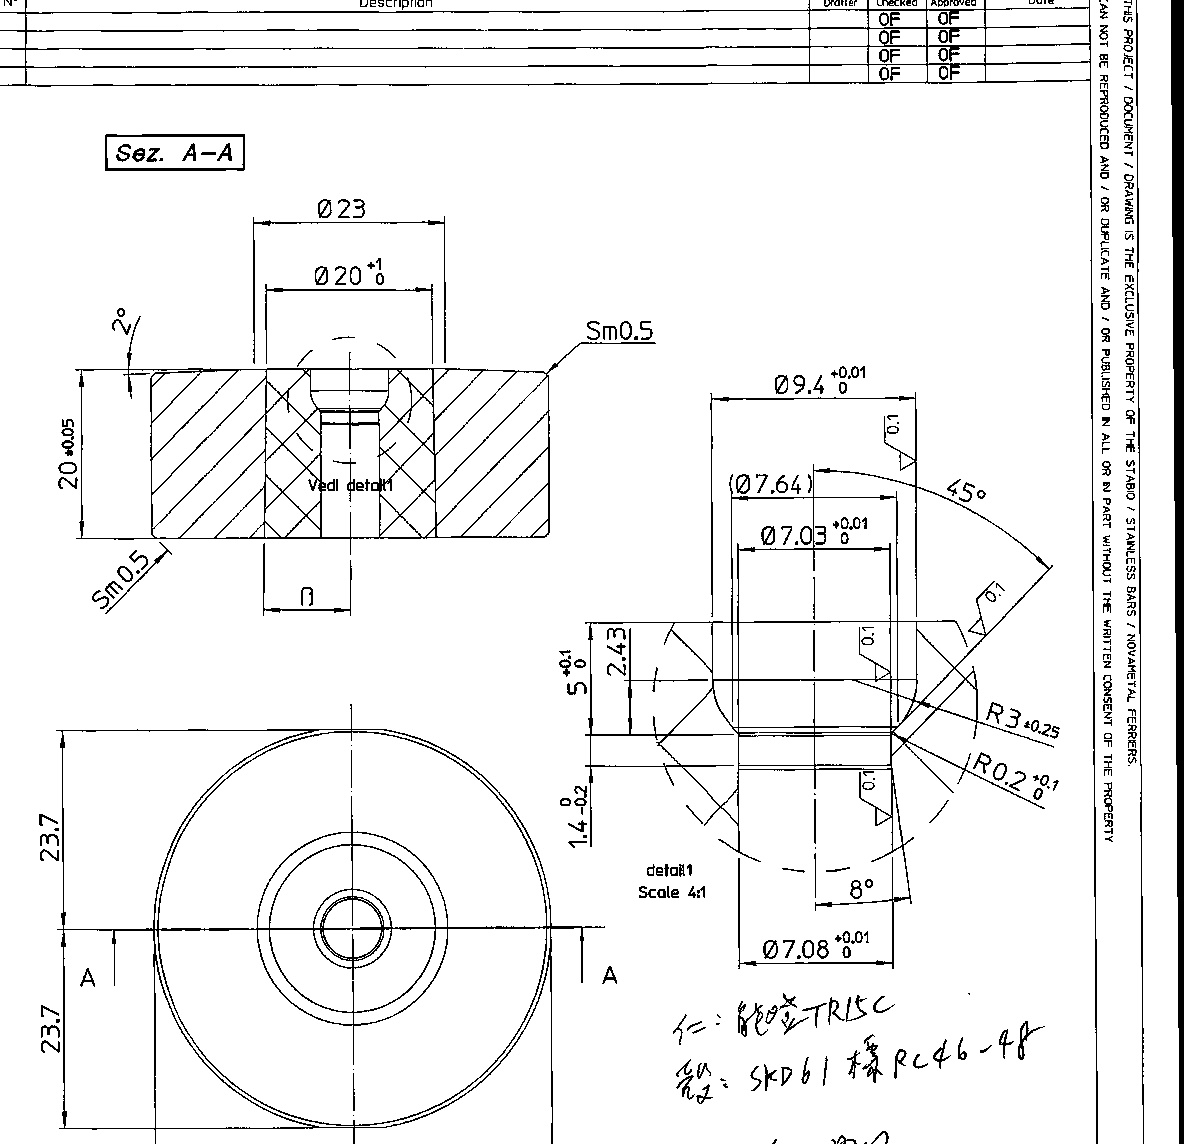 N° Description Drafter Checked Approved Date
OF OF
OF OF
OF OF
OF OF
THIS PROJECT / DOCUMENT / DRAWING IS THE EXCLUSIVE PROPERTY OF THE STABIO / STAINLESS BARS / NOVAMETAL FERRIERS.
CAN NOT BE REPRODUCED AND / OR DUPLICATE AND / OR PUBLISHED IN ALL OR IN PART WITHOUT THE WRITTEN CONSENT OF THE PROPERTY
Sez. A-A
Ø23
Ø20 +1 0
2°
Sm0.5
20 ±0.05
Vedi detail1
Sm0.5
Ø9.4 +0.01 0
0.1
(Ø7.64)
45°
Ø7.03 +0.01 0
0.1
0.1
5 +0.1 0
2.43
R3 ±0.25
R0.2 +0.1 0
0.1
1.4 0 -0.2
detail1
Scale 4:1
8°
Ø7.08 +0.01 0
23.7
A A
23.7
仁: TR15C
殼: SKD61 RC46-48